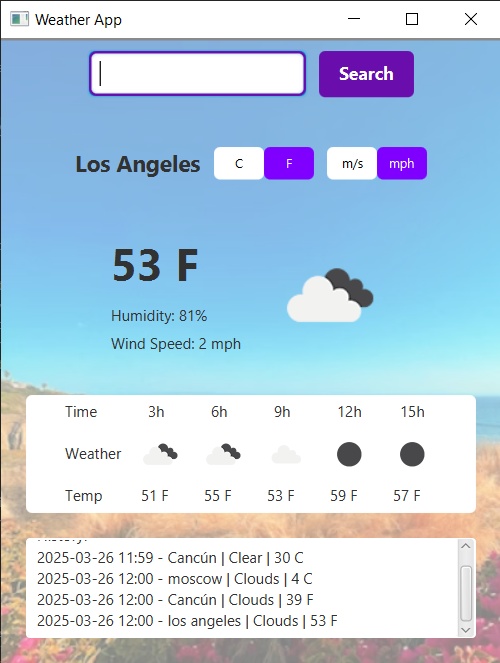 Weather App
Search
Los Angeles C F m/s mph
53 F
Humidity: 81%
Wind Speed: 2 mph
Time 3h 6h 9h 12h 15h
Weather
Temp 51 F 55 F 53 F 59 F 57 F
History:
2025-03-26 11:59 - Cancún | Clear | 30 C
2025-03-26 12:00 - moscow | Clouds | 4 C
2025-03-26 12:00 - Cancún | Clouds | 39 F
2025-03-26 12:00 - los angeles | Clouds | 53 F